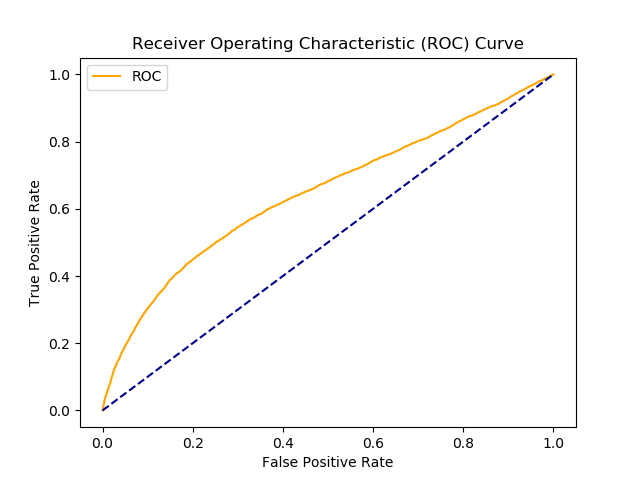 Receiver Operating Characteristic (ROC) Curve
ROC
1.0
0.8
0.6
0.4
0.2
0.0
True Positive Rate
0.0 0.2 0.4 0.6 0.8 1.0
False Positive Rate